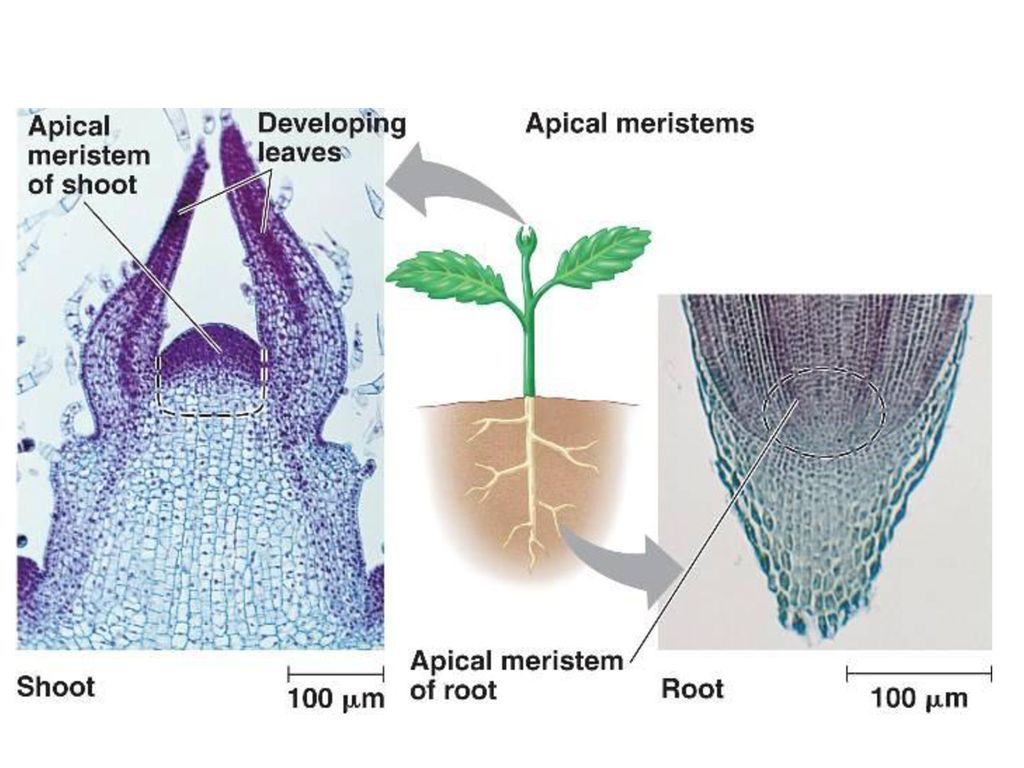 Apical
meristem
of shoot
Developing
leaves
Apical meristems
Apical meristem
of root
Shoot
100 μm
Root
100 μm